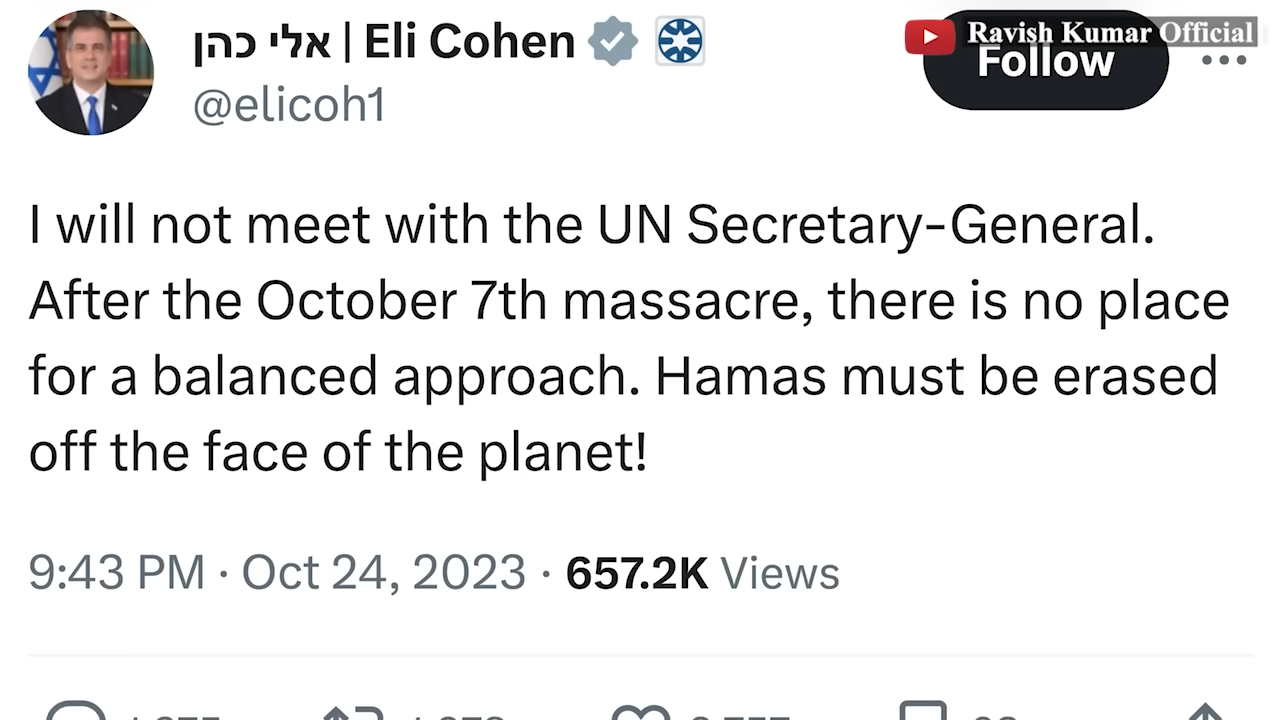 אלי כהן | Eli Cohen
Ravish Kumar Official
Follow
@elicoh1
I will not meet with the UN Secretary-General.
After the October 7th massacre, there is no place
for a balanced approach. Hamas must be erased
off the face of the planet!
9:43 PM · Oct 24, 2023 · 657.2K Views